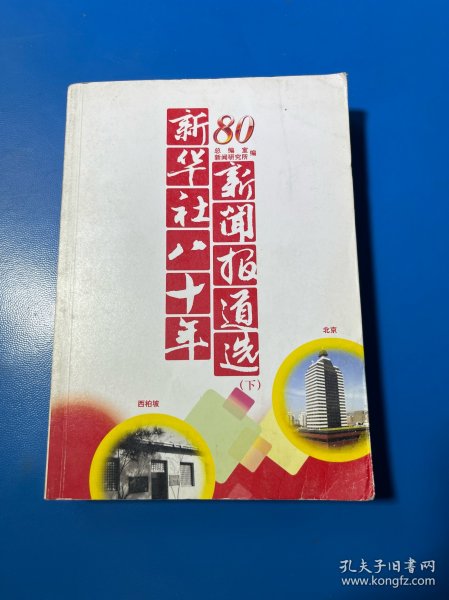 新华社八十年
80
总编室
新闻研究所
编
新闻报道选
(下)
北京
西柏坡
孔夫子旧书网
www.kongfz.com